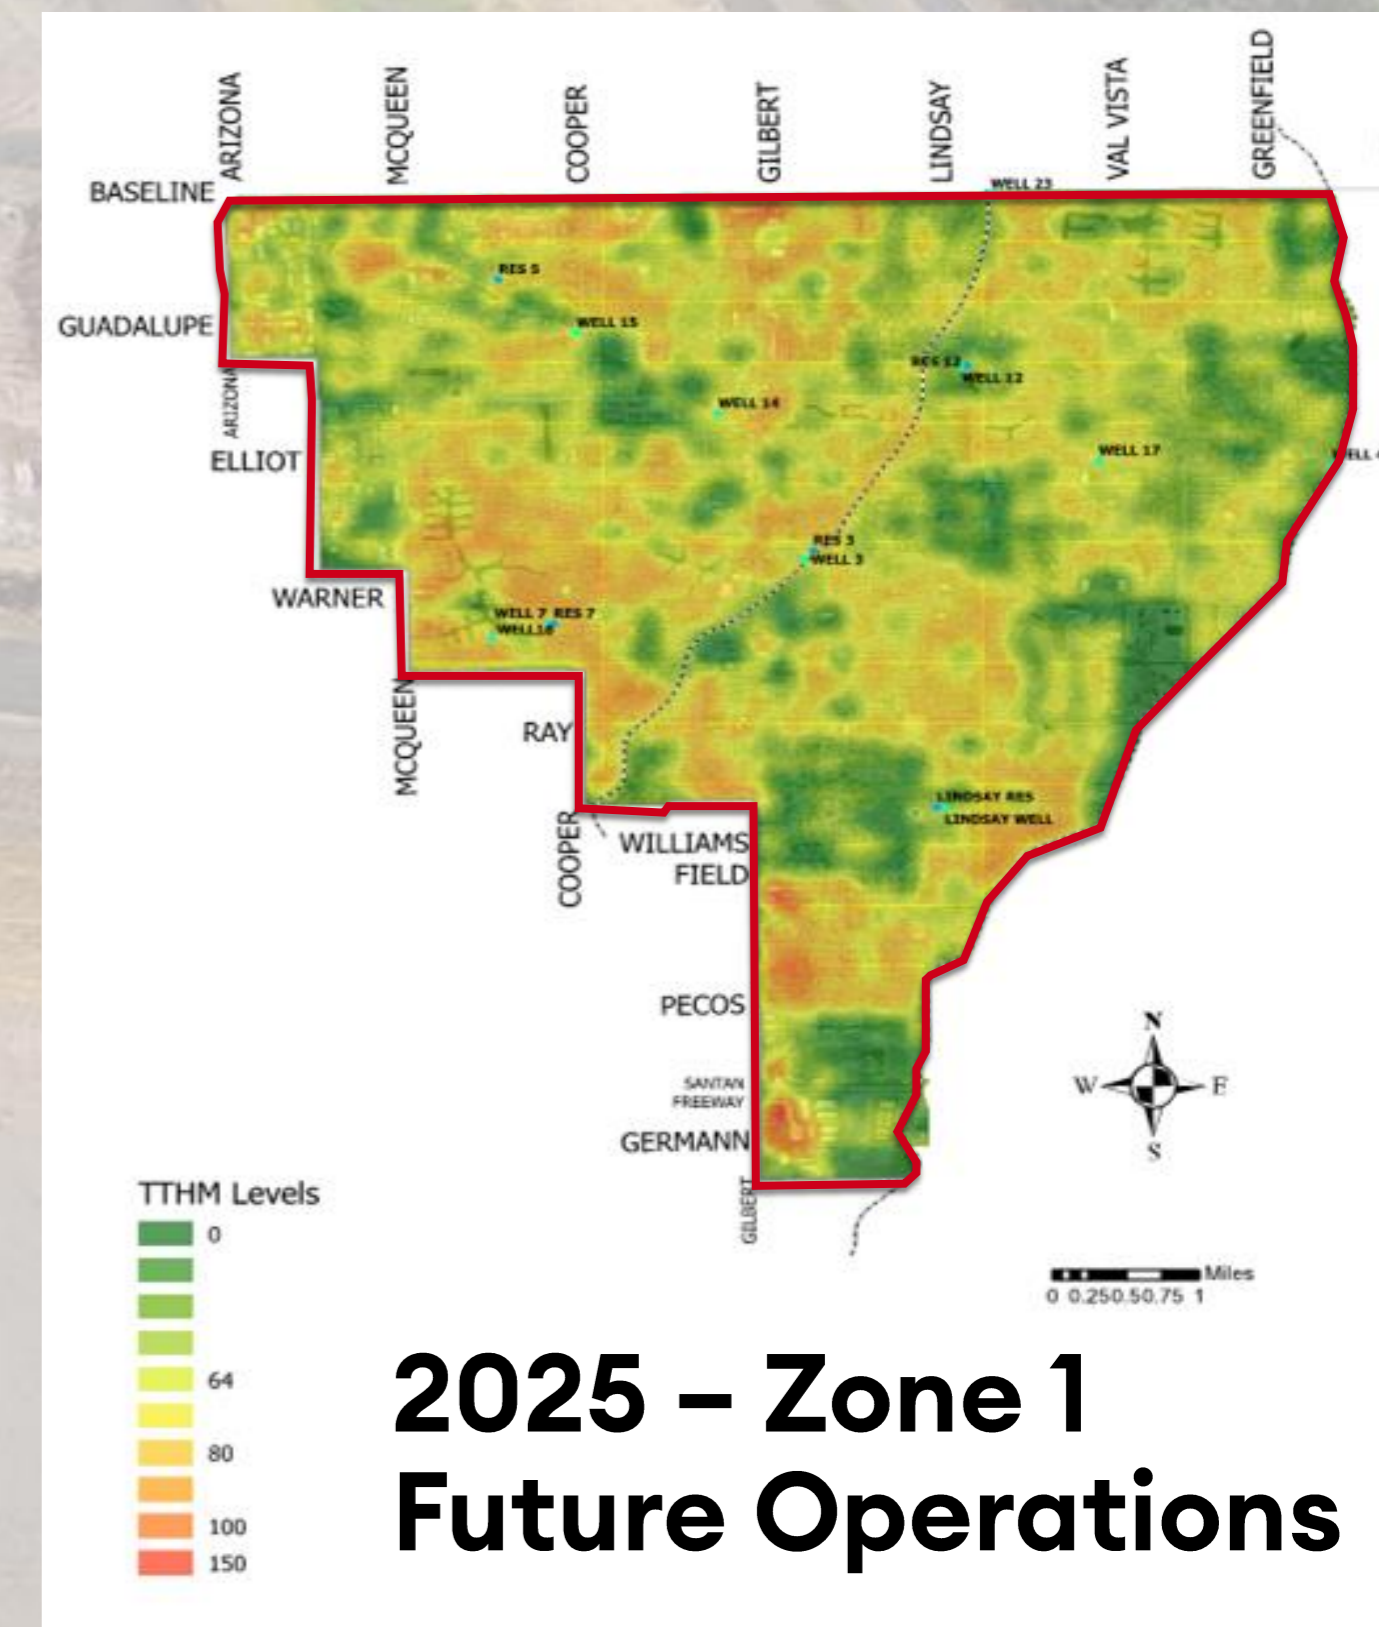 ARIZONA
MCQUEEN
COOPER
GILBERT
LINDSAY
VAL VISTA
GREENFIELD
BASELINE
WELL 23
RES 5
GUADALUPE
WELL 15
RES 12
WELL 12
ARIZONA
WELL 14
ELLIOT
WELL 17
RES 3
WELL 3
WARNER
WELL 7 RES 7
MCQUEEN
RAY
LINDSAY RES
LINDSAY WELL
COOPER
WILLIAMS
FIELD
PECOS
SANTAN
FREEWAY
GERMANN
GILBERT
N
W E
S
TTHM Levels
0
64
80
100
150
Miles
0 0.25 0.5 0.75 1
2025 – Zone 1
Future Operations